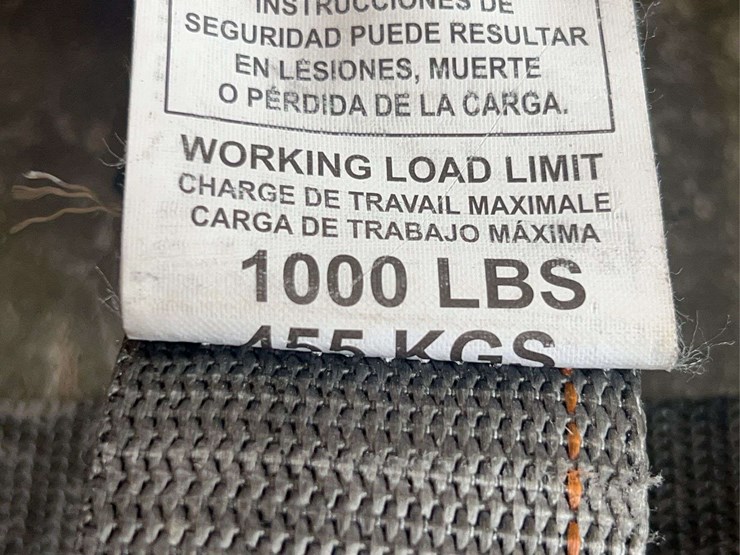 INSTRUCCIONES DE
SEGURIDAD PUEDE RESULTAR
EN LESIONES, MUERTE
O PÉRDIDA DE LA CARGA.
WORKING LOAD LIMIT
CHARGE DE TRAVAIL MAXIMALE
CARGA DE TRABAJO MÁXIMA
1000 LBS
455 KGS